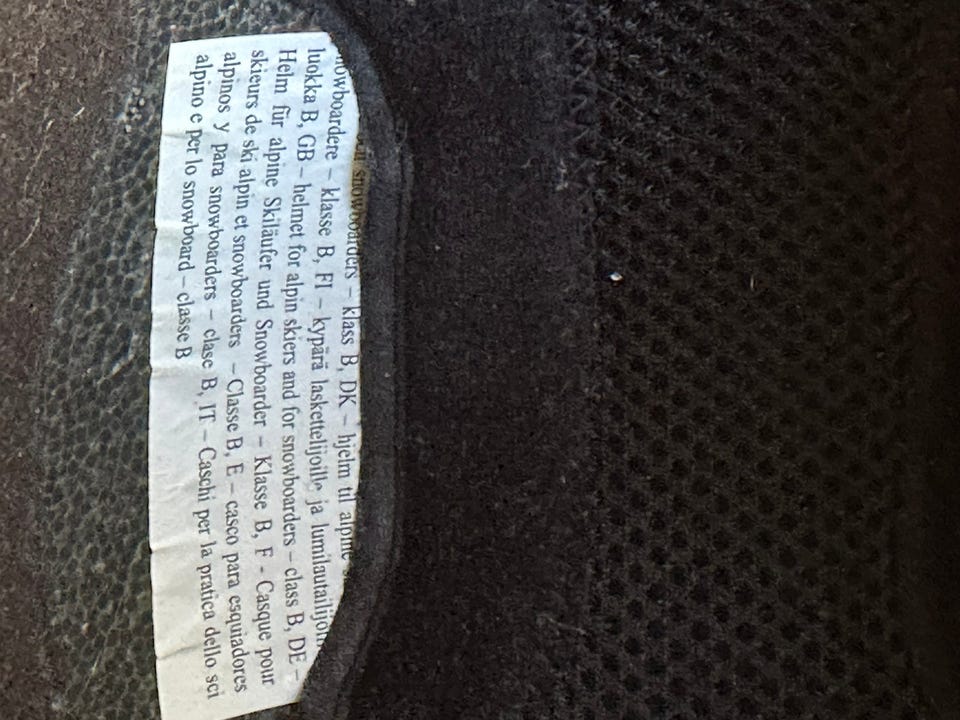 snowboarders – klass B, DK – hjelm til alpine
snowboardere – klasse B, FI – kypärä laskettelijoille ja
luokka B, GB – helmet for alpin skiers and for snowboarders – class B, DE –
Helm für alpine Skiläufer und Snowboarder – Klasse B, F - Casque pour
skieurs de ski alpin et snowboarders – Classe B, E – casco para esquiadores
alpinos y para snowboarders – clase B, IT – Caschi per la pratica dello sci
alpino e per lo snowboard – classe B